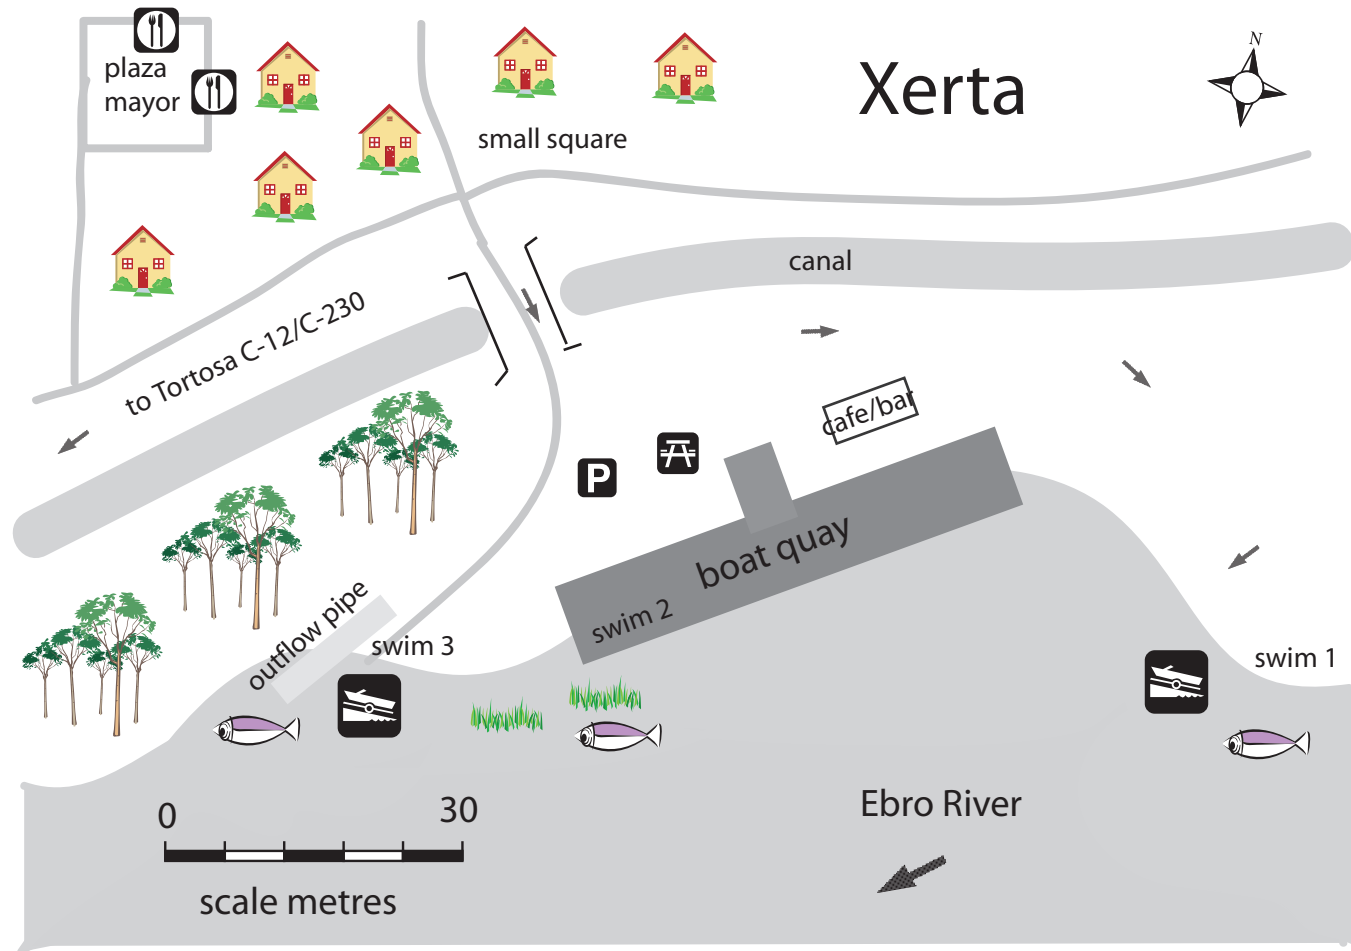 plaza
mayor
small square
Xerta
N
canal
to Tortosa C-12/C-230
cafe/bar
P
boat quay
swim 2
outflow pipe
swim 3
swim 1
Ebro River
0 30
scale metres